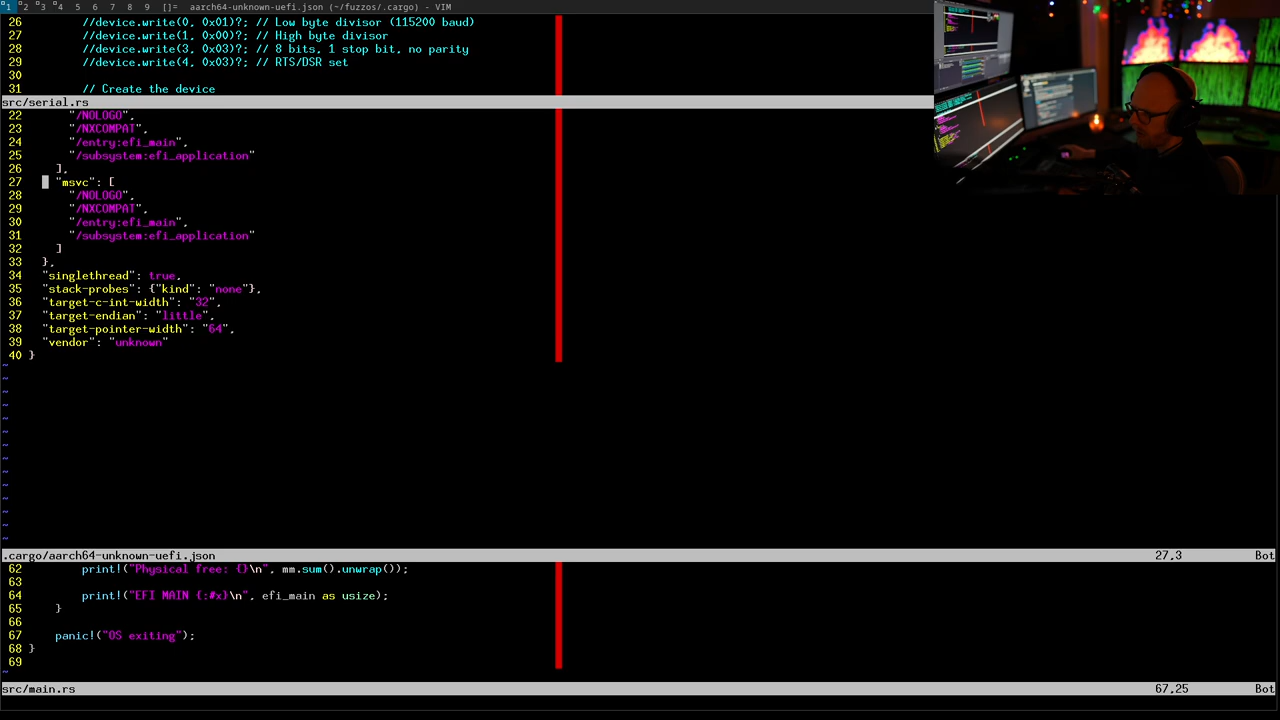 1 2 3 4 5 6 7 8 9 []= aarch64-unknown-uefi.json (~/fuzzos/.cargo) - VIM
26 //device.write(0, 0x01)?; // Low byte divisor (115200 baud)
27 //device.write(1, 0x00)?; // High byte divisor
28 //device.write(3, 0x03)?; // 8 bits, 1 stop bit, no parity
29 //device.write(4, 0x03)?; // RTS/DSR set
30
31 // Create the device
src/serial.rs
22 "/NOLOGO",
23 "/NXCOMPAT",
24 "/entry:efi_main",
25 "/subsystem:efi_application"
26 ],
27 "msvc": [
28 "/NOLOGO",
29 "/NXCOMPAT",
30 "/entry:efi_main",
31 "/subsystem:efi_application"
32 ]
33 },
34 "singlethread": true,
35 "stack-probes": {"kind": "none"},
36 "target-c-int-width": "32",
37 "target-endian": "little",
38 "target-pointer-width": "64",
39 "vendor": "unknown"
40 }
~
~
~
~
~
~
~
~
~
~
~
~
~
~
.cargo/aarch64-unknown-uefi.json 27,3 Bot
62 print!("Physical free: {}\n", mm.sum().unwrap());
63
64 print!("EFI MAIN {:#x}\n", efi_main as usize);
65 }
66
67 panic!("OS exiting");
68 }
69
~
src/main.rs 67,25 Bot